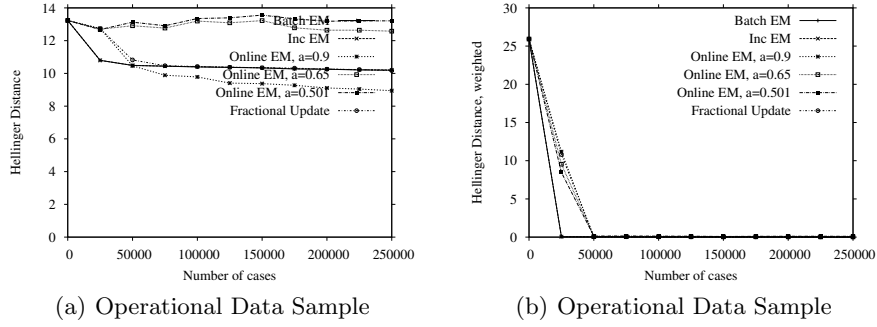 Hellinger Distance
14
12
10
8
6
4
2
0
0 50000 100000 150000 200000 250000
Number of cases
Batch EM
Inc EM
Online EM, a=0.9
Online EM, a=0.65
Online EM, a=0.501
Fractional Update
(a) Operational Data Sample
Hellinger Distance, weighted
30
25
20
15
10
5
0
0 50000 100000 150000 200000 250000
Number of cases
Batch EM
Inc EM
Online EM, a=0.9
Online EM, a=0.65
Online EM, a=0.501
Fractional Update
(b) Operational Data Sample